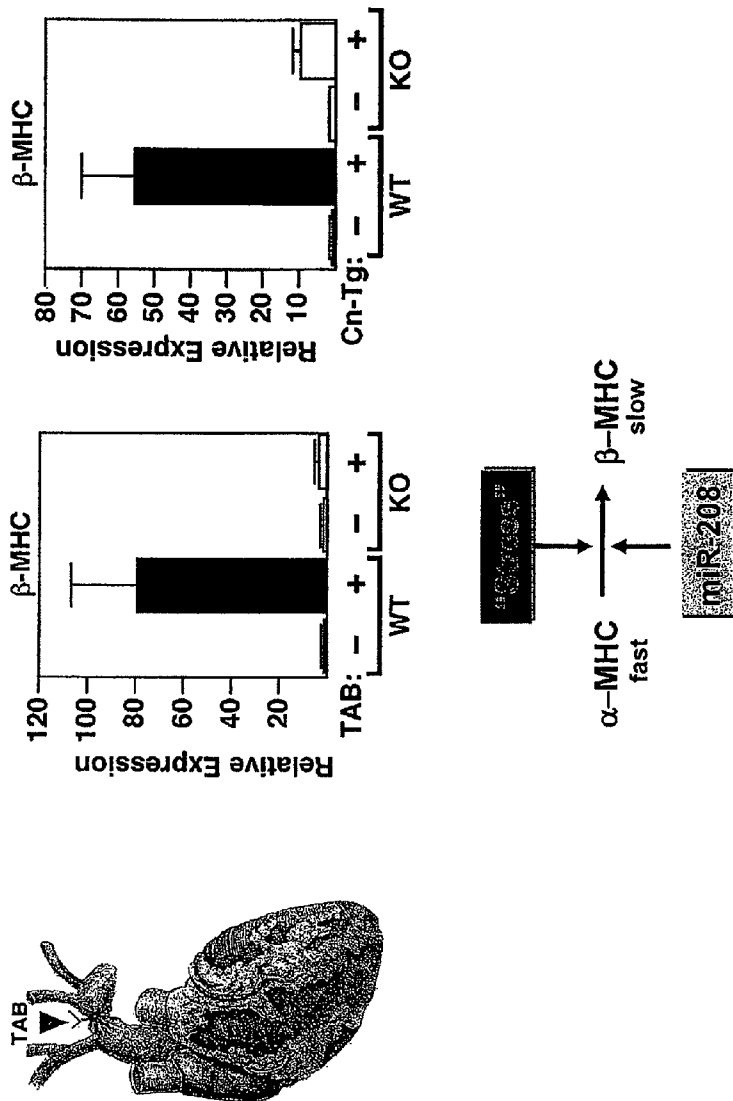 TAB
β-MHC
Relative Expression
120
100
80
60
40
20
TAB: − + − +
WT KO
β-MHC
Relative Expression
80
70
60
50
40
30
20
10
Cn-Tg: − + − +
WT KO
"Stress"
α-MHC
fast
β-MHC
slow
miR-208